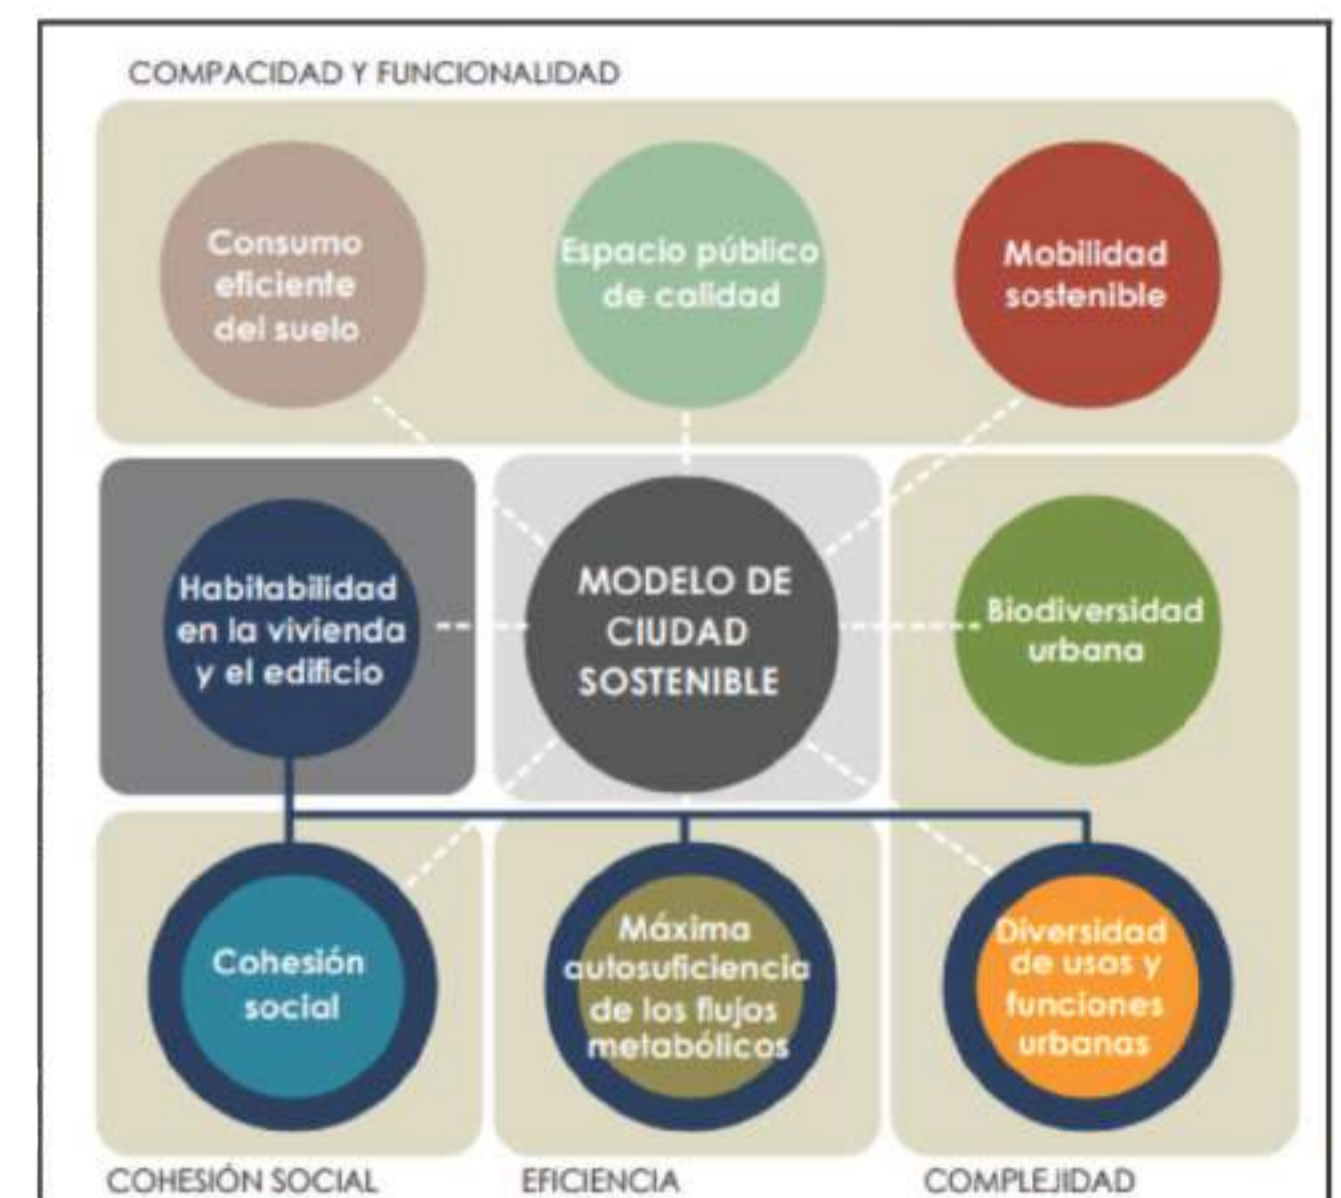 COMPACIDAD Y FUNCIONALIDAD
Consumo
eficiente
del suelo
Espacio público
de calidad
Mobilidad
sostenible
Habitabilidad
en la vivienda
y el edificio
MODELO DE
CIUDAD
SOSTENIBLE
Biodiversidad
urbana
Cohesión
social
Máxima
autosuficiencia
de los flujos
metabólicos
Diversidad
de usos y
funciones
urbanas
COHESIÓN SOCIAL
EFICIENCIA
COMPLEJIDAD